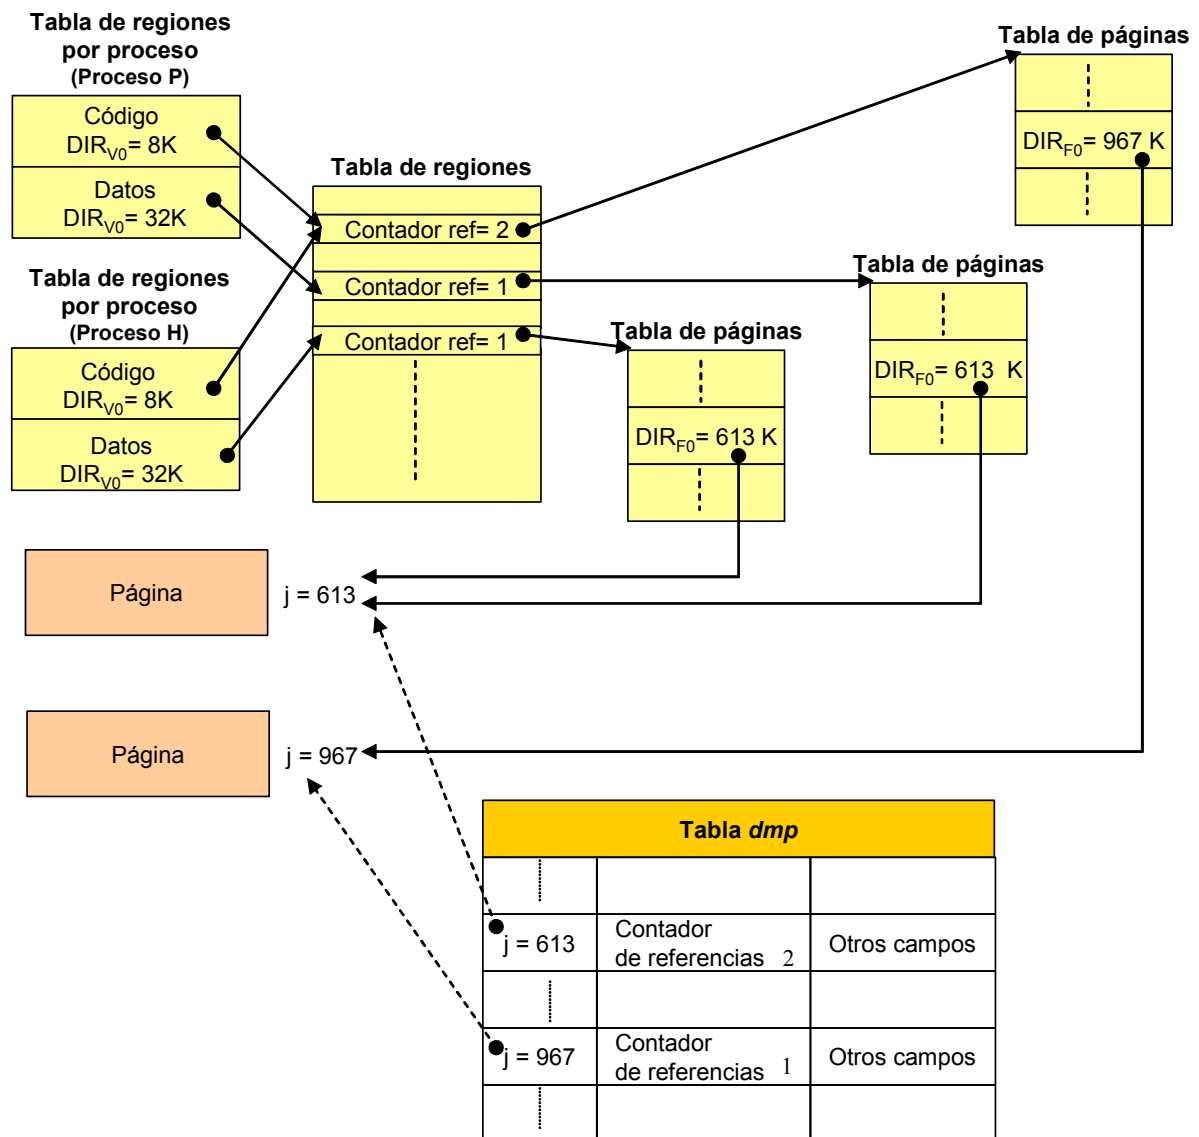 Tabla de regiones
por proceso
(Proceso P)
Código
DIRV0= 8K
Datos
DIRV0= 32K
Tabla de regiones
por proceso
(Proceso H)
Código
DIRV0= 8K
Datos
DIRV0= 32K
Tabla de regiones
Contador ref= 2
Contador ref= 1
Contador ref= 1
Tabla de páginas
DIRF0= 967 K
Tabla de páginas
DIRF0= 613 K
Tabla de páginas
DIRF0= 613 K
Página
j = 613
Página
j = 967
Tabla dmp
j = 613
Contador
de referencias 2
Otros campos
j = 967
Contador
de referencias 1
Otros campos